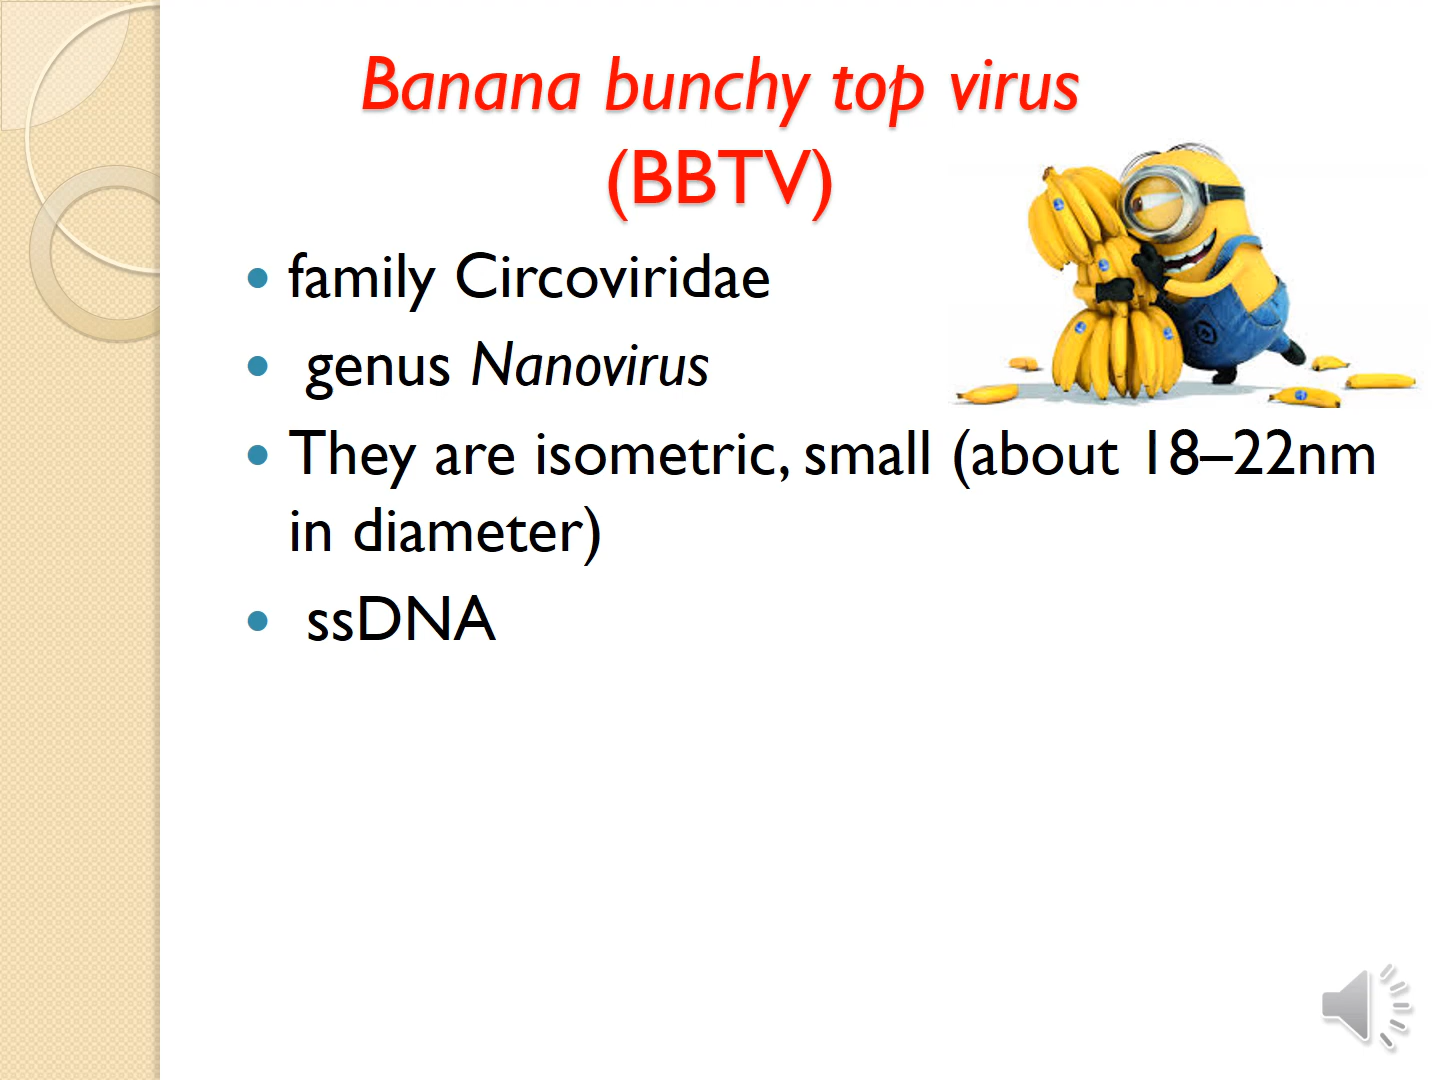 Banana bunchy top virus
(BBTV)
• family Circoviridae
• genus Nanovirus
• They are isometric, small (about 18–22nm
in diameter)
• ssDNA